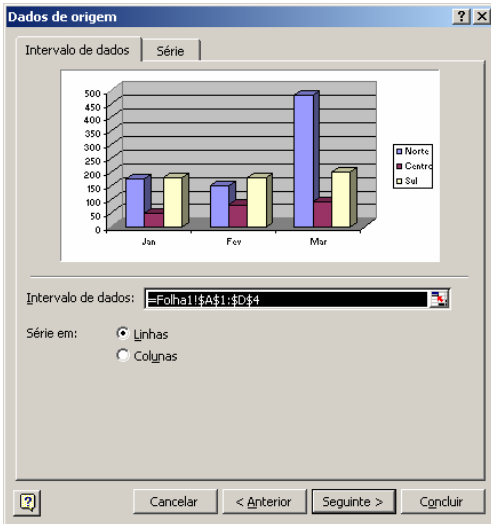 Dados de origem
Intervalo de dados
Série
500
450
400
350
300
250
200
150
100
50
0
Jan
Fev
Mar
Norte
Centro
Sul
Intervalo de dados: =Folha1!$A$1:$D$4
Série em: Linhas
Colunas
Cancelar < Anterior Seguinte > Concluir